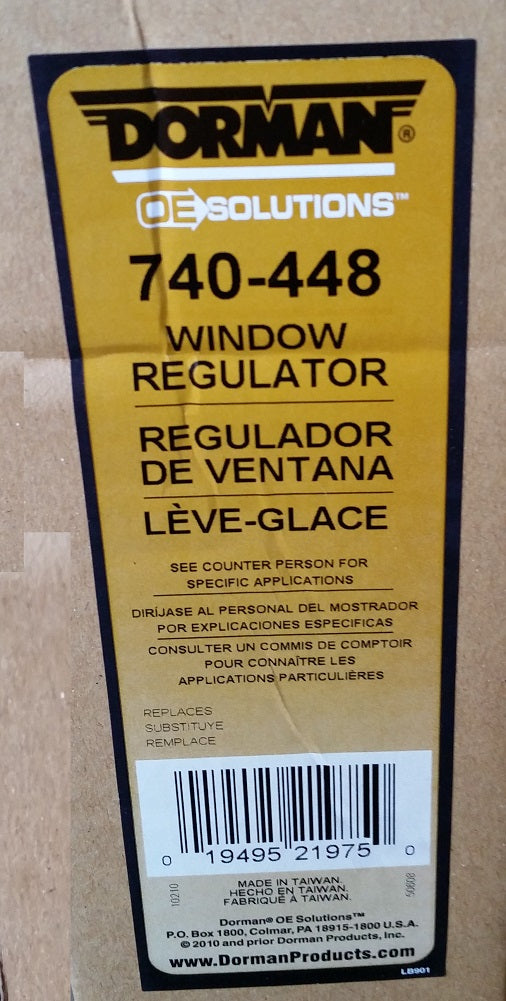 DORMAN®
OE SOLUTIONS™
740-448
WINDOW
REGULATOR
REGULADOR
DE VENTANA
LÈVE-GLACE
SEE COUNTER PERSON FOR
SPECIFIC APPLICATIONS
DIRÍJASE AL PERSONAL DEL MOSTRADOR
POR EXPLICACIONES ESPECIFICAS
CONSULTER UN COMMIS DE COMPTOIR
POUR CONNAÎTRE LES
APPLICATIONS PARTICULIÈRES
REPLACES
SUBSTITUYE
REMPLACE
0 19495 21975 0
10210
MADE IN TAIWAN.
HECHO EN TAIWAN.
FABRIQUÉ À TAIWAN.
Dorman® OE Solutions™
P.O. Box 1800, Colmar, PA 18915-1800 U.S.A.
© 2010 and prior Dorman Products, Inc.
www.DormanProducts.com
LB901